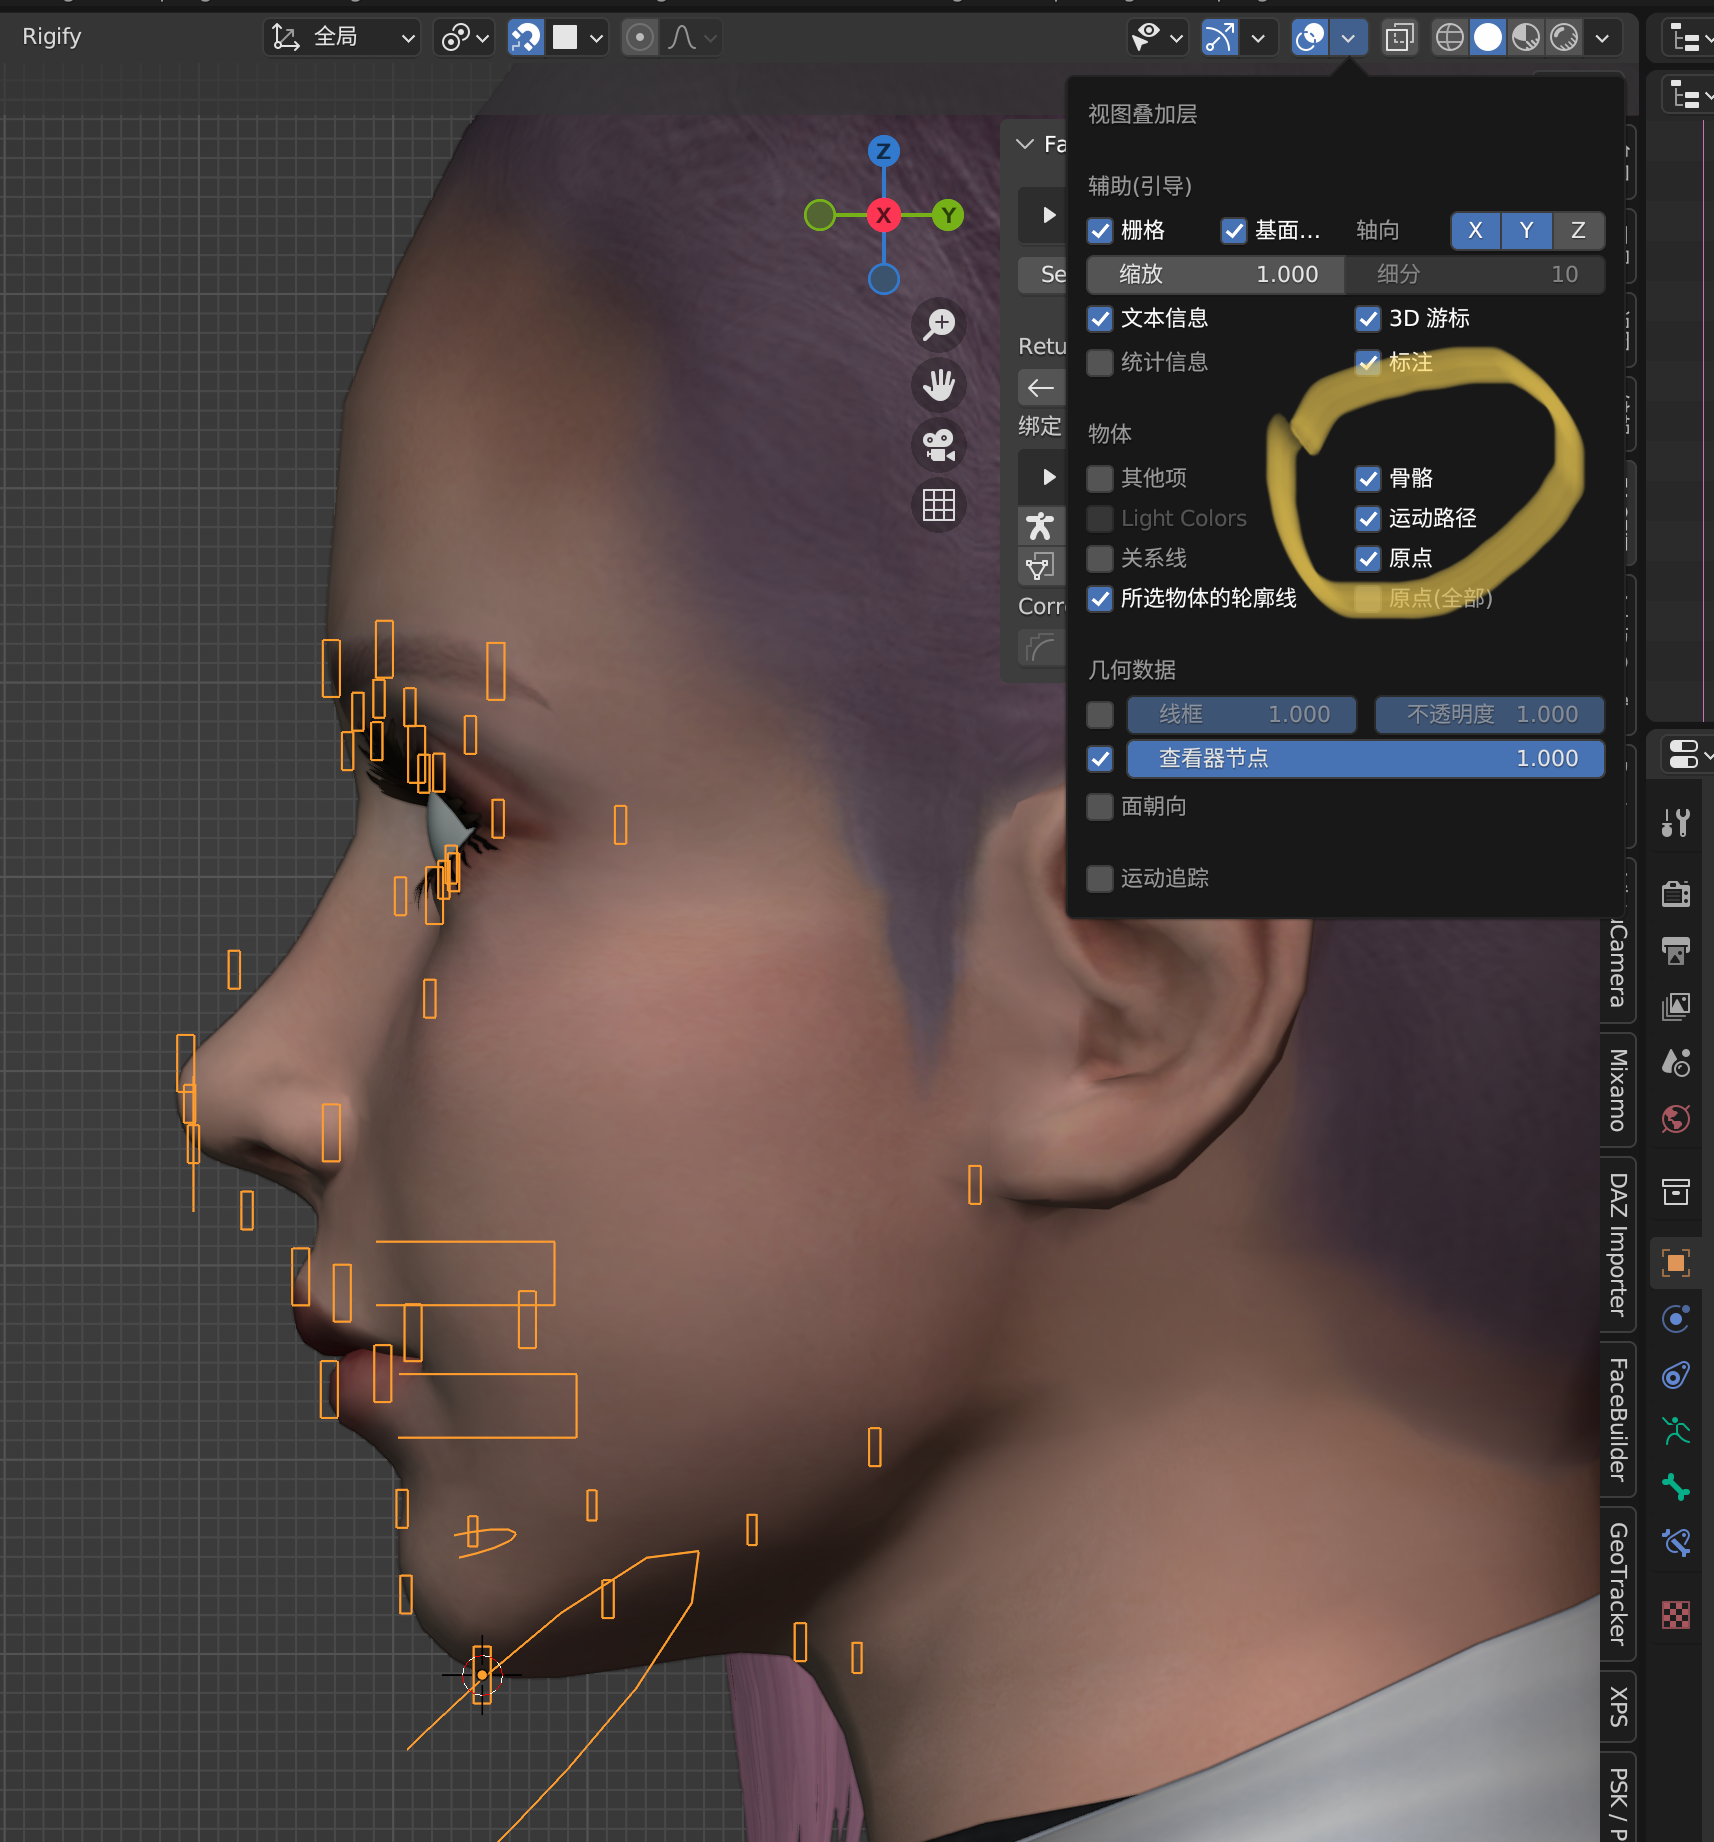 Rigify
全局
Z
X
Y
Fa
Se
Retu
绑定
Corr
视图叠加层
辅助(引导)
栅格 基面... 轴向 X Y Z
缩放 1.000 细分 10
文本信息 3D 游标
统计信息 标注
物体
其他项 骨骼
Light Colors 运动路径
关系线 原点
所选物体的轮廓线 原点(全部)
几何数据
线框 1.000 不透明度 1.000
查看器节点 1.000
面朝向
运动追踪
Camera
Mixamo
DAZ Importer
FaceBuilder
GeoTracker
XPS
PSK / P